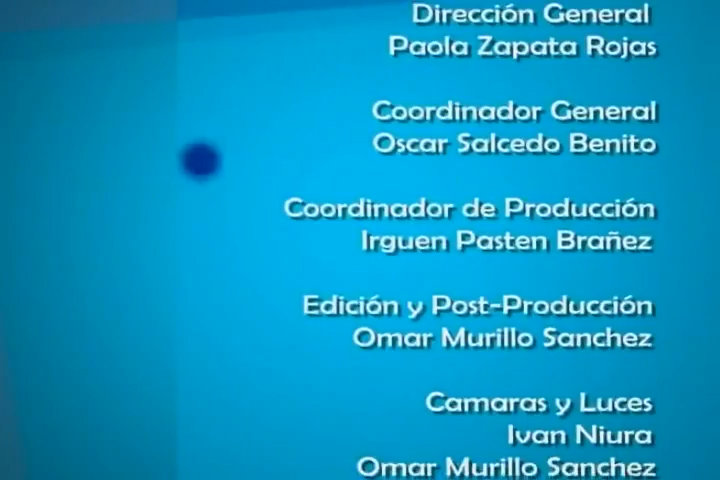 Dirección General
Paola Zapata Rojas
Coordinador General
Oscar Salcedo Benito
Coordinador de Producción
Irguen Pasten Brañez
Edición y Post-Producción
Omar Murillo Sanchez
Camaras y Luces
Ivan Niura
Omar Murillo Sanchez